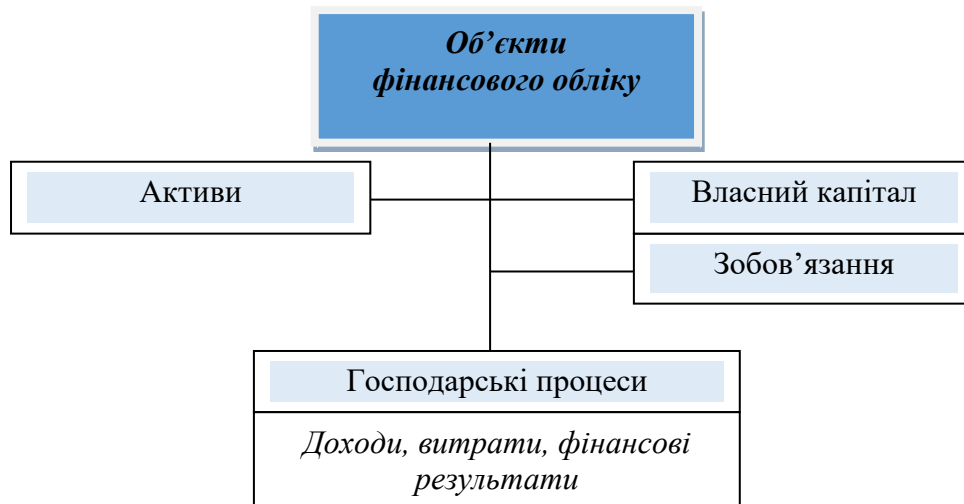 Об’єкти
фінансового обліку
Активи
Власний капітал
Зобов’язання
Господарські процеси
Доходи, витрати, фінансові
результати